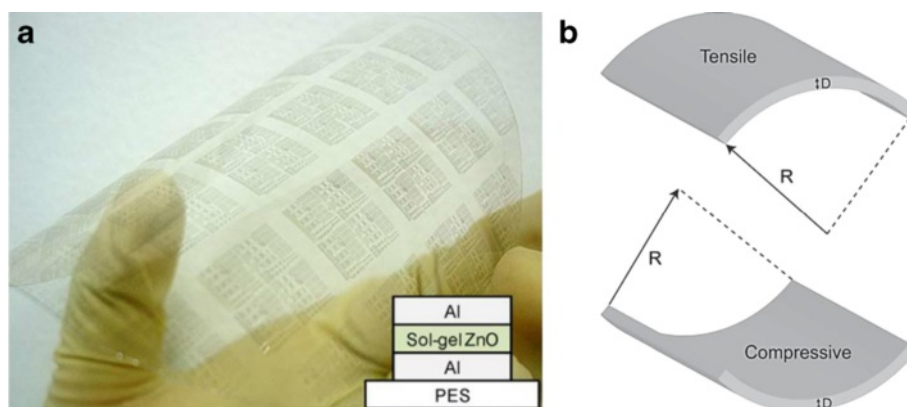 a
Al
Sol-gel ZnO
Al
PES
b
Tensile
D
R
R
Compressive
D